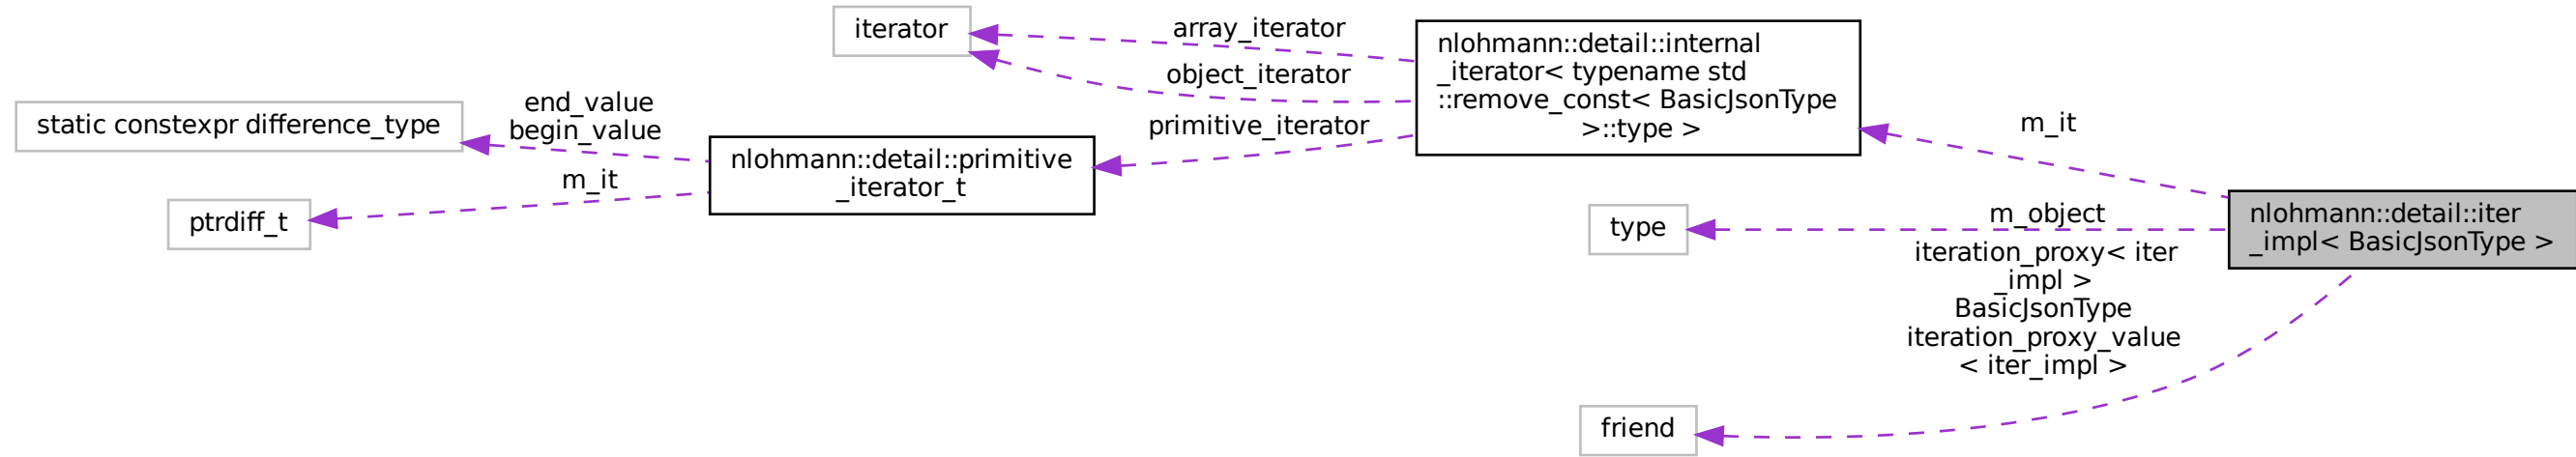 iterator
array_iterator
object_iterator
primitive_iterator
nlohmann::detail::internal
_iterator< typename std
::remove_const< BasicJsonType
>::type >
static constexpr difference_type
end_value
begin_value
m_it
ptrdiff_t
nlohmann::detail::primitive
_iterator_t
m_it
type
m_object
iteration_proxy< iter
_impl >
BasicJsonType
iteration_proxy_value
< iter_impl >
nlohmann::detail::iter
_impl< BasicJsonType >
friend